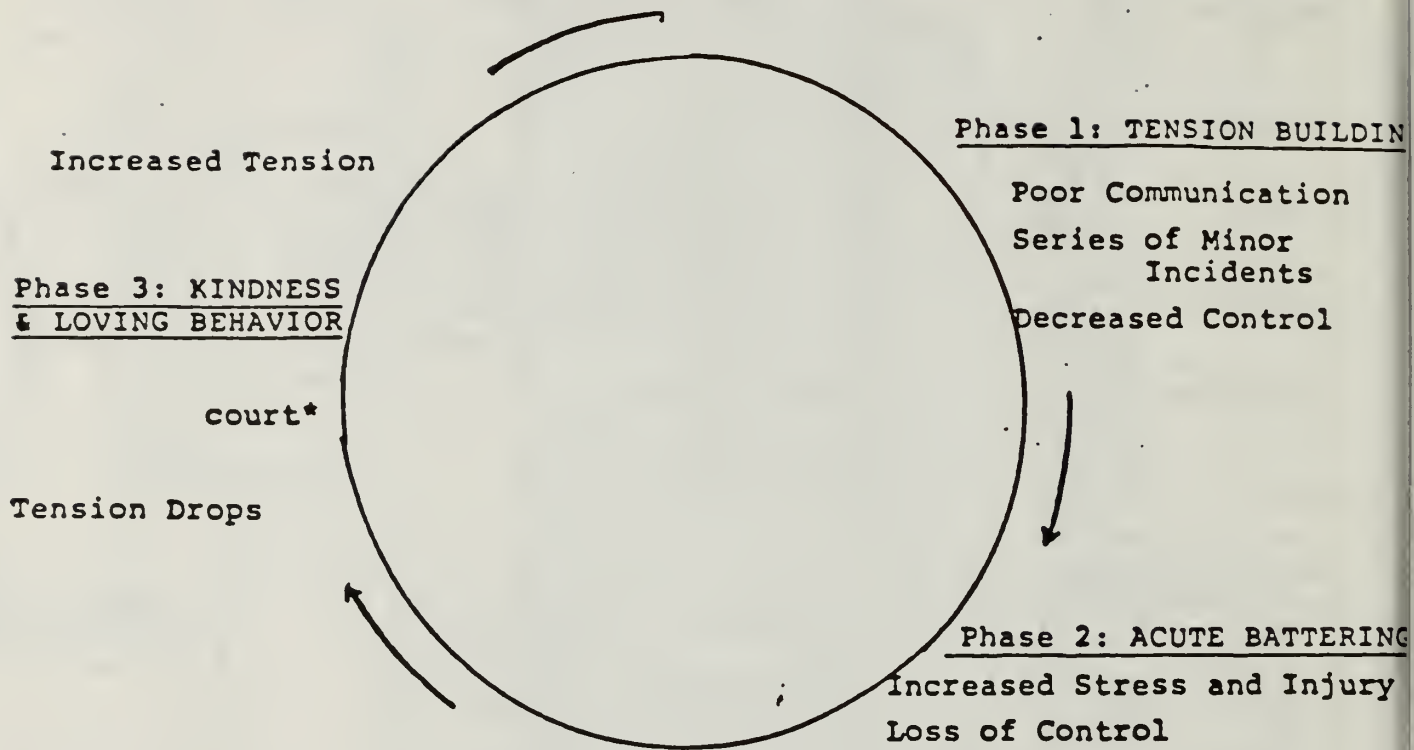 Phase 1: TENSION BUILDIN
Increased Tension
Poor Communication
Series of Minor
Incidents
Decreased Control
Phase 3: KINDNESS
& LOVING BEHAVIOR
court*
Tension Drops
Phase 2: ACUTE BATTERING
Increased Stress and Injury
Loss of Control